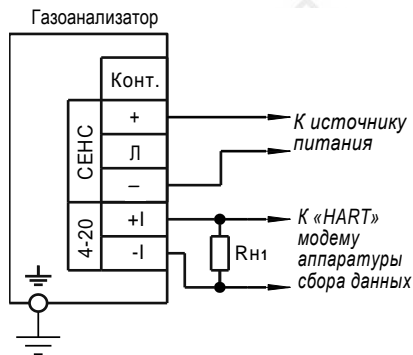 Газоанализатор
Конт.
СЕНС
+
Л
–
4-20
+I
-I
Rн1
К источнику
питания
К «HART»
модему
аппаратуры
сбора данных